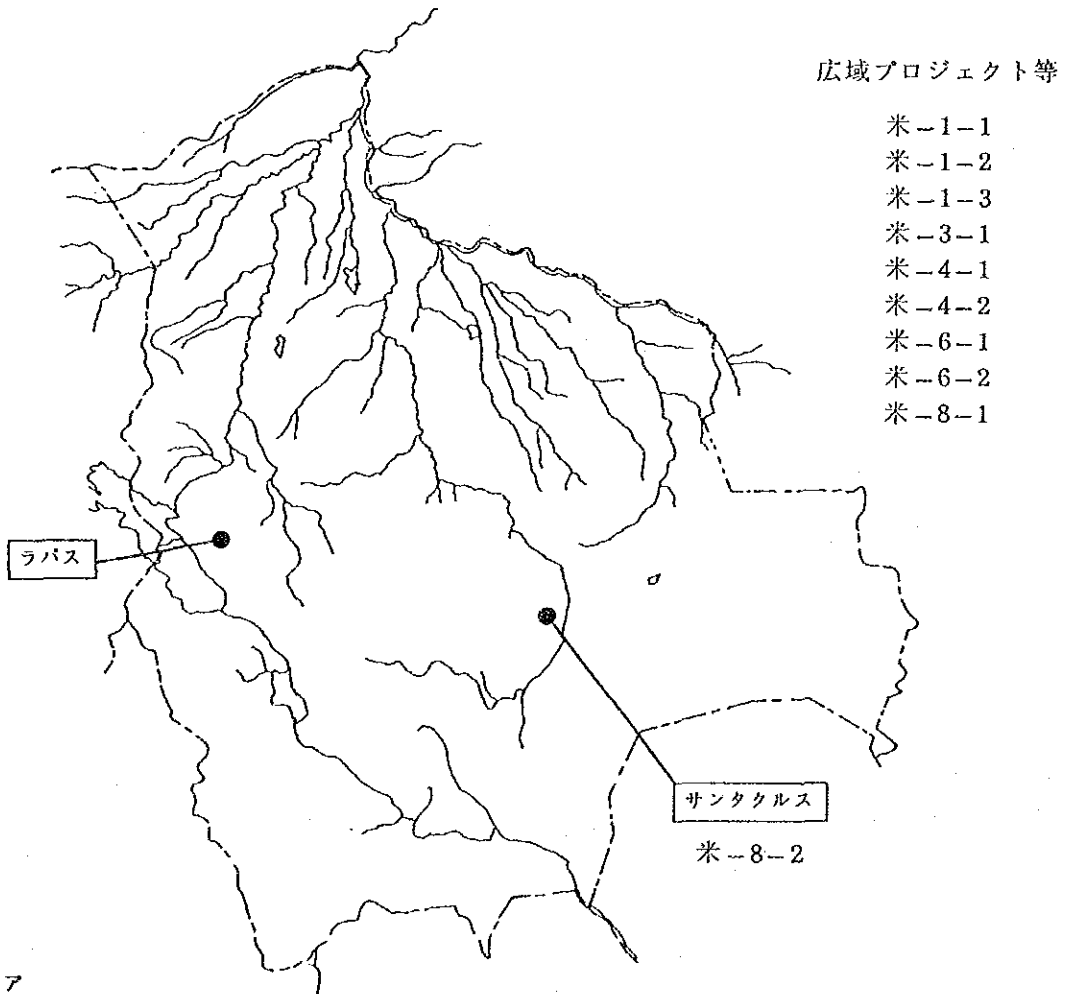 広域プロジェクト等
米-1-1
米-1-2
米-1-3
米-3-1
米-4-1
米-4-2
米-6-1
米-6-2
米-8-1
ラパス
サンタクルス
米-8-2
ア